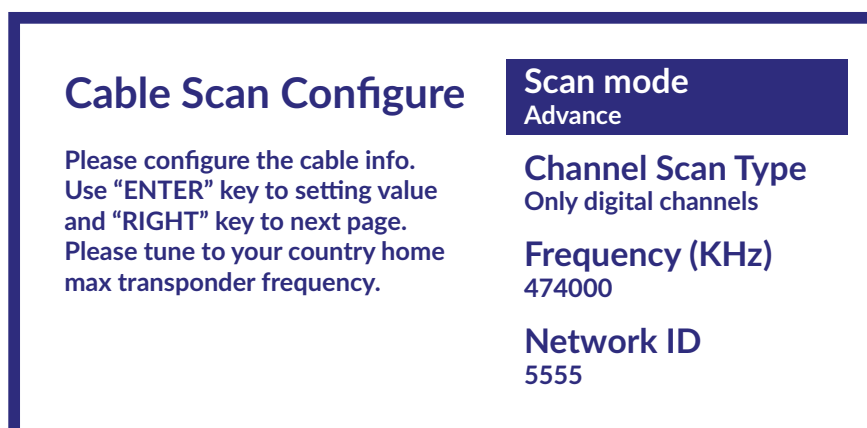 Cable Scan Configure
Please configure the cable info.
Use “ENTER” key to setting value
and “RIGHT” key to next page.
Please tune to your country home
max transponder frequency.
Scan mode
Advance
Channel Scan Type
Only digital channels
Frequency (KHz)
474000
Network ID
5555